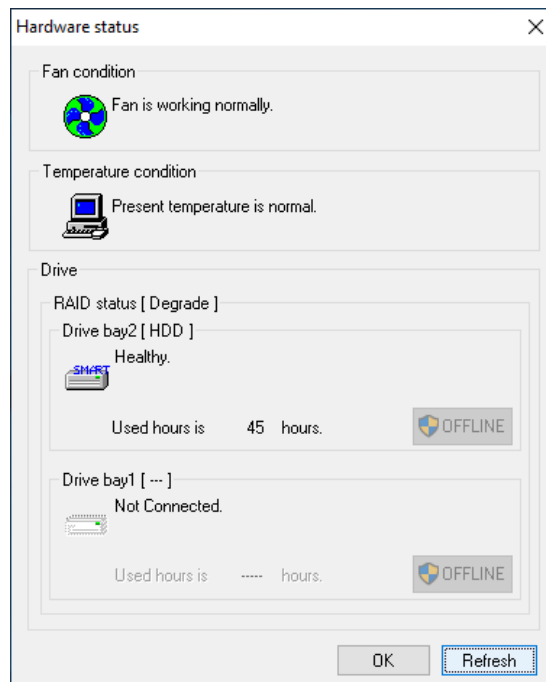 Hardware status
Fan condition
Fan is working normally.
Temperature condition
Present temperature is normal.
Drive
RAID status [ Degrade ]
Drive bay2 [ HDD ]
SMART
Healthy.
Used hours is 45 hours.
OFFLINE
Drive bay1 [ --- ]
Not Connected.
Used hours is ----- hours.
OFFLINE
OK
Refresh